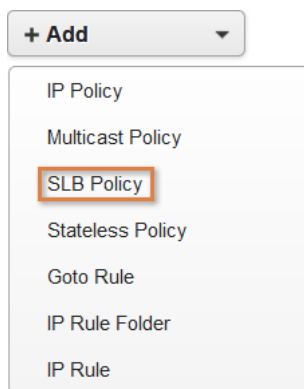 + Add
IP Policy
Multicast Policy
SLB Policy
Stateless Policy
Goto Rule
IP Rule Folder
IP Rule